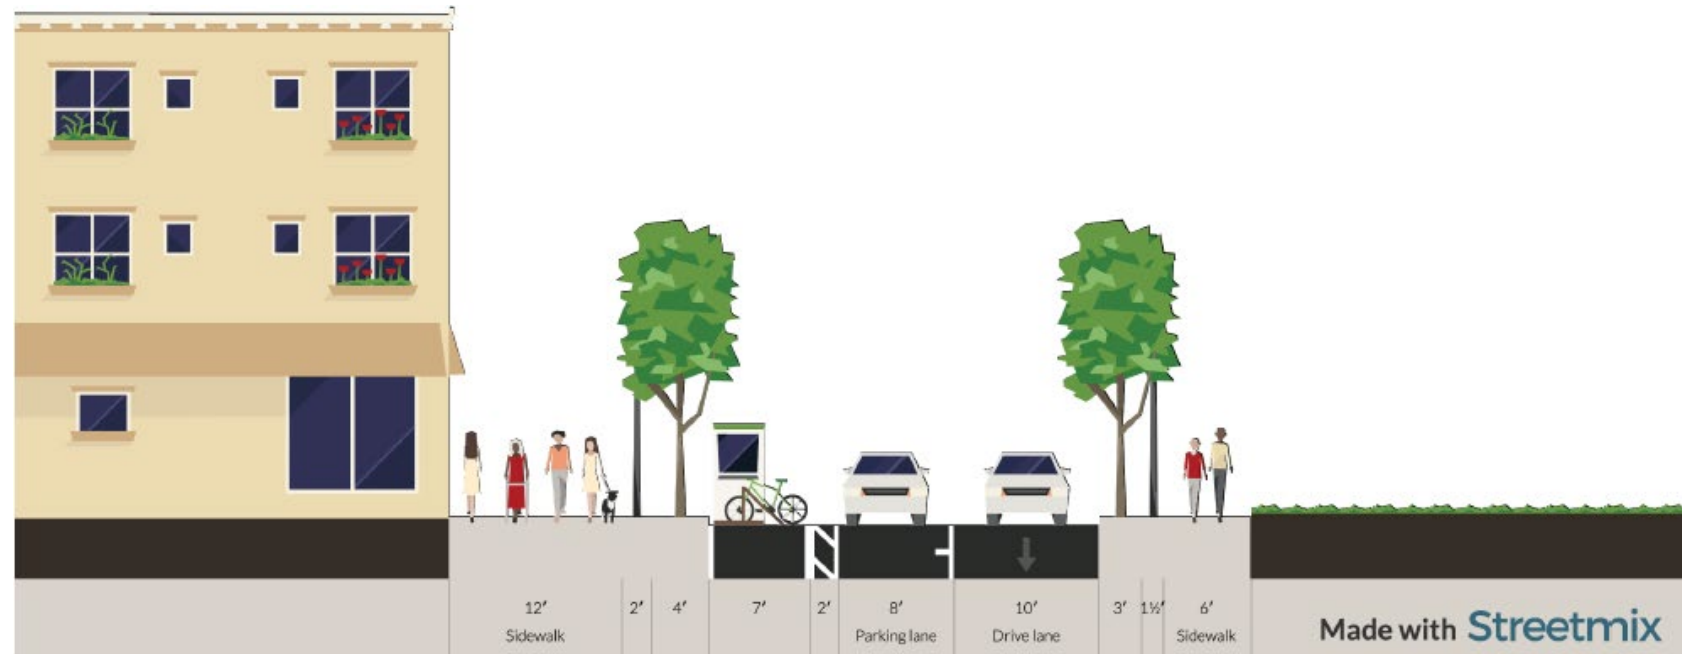 12′ 2′ 4′ 7′ 2′ 8′ 10′ 3′ 1½′ 6′
Sidewalk Parking lane Drive lane Sidewalk
Made with Streetmix